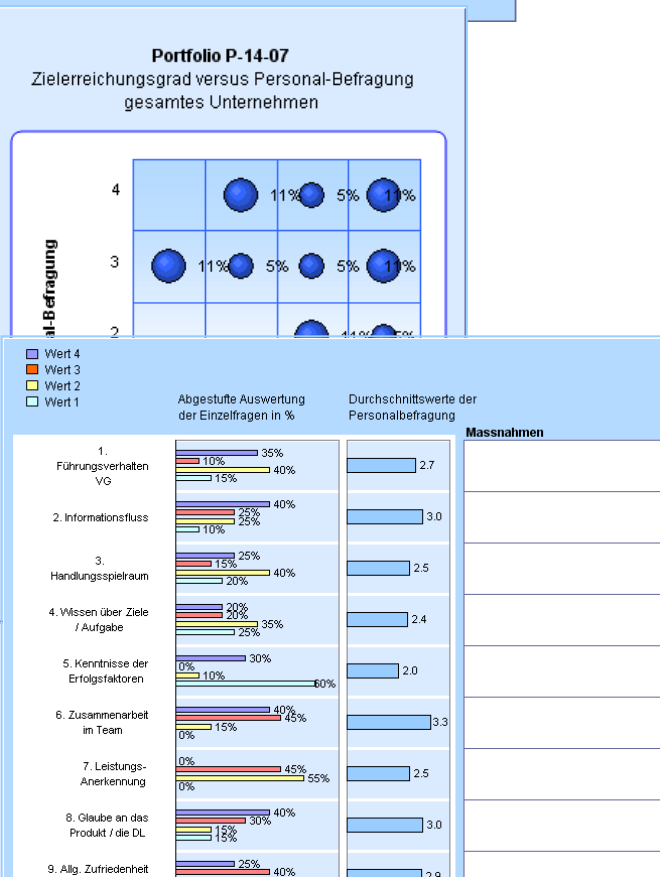 Portfolio P-14-07
Zielerreichungsgrad versus Personal-Befragung
gesamtes Unternehmen
al-Befragung
4
11%
5%
11%
3
11%
5%
5%
11%
2
11%
5%
Wert 4
Wert 3
Wert 2
Wert 1
Abgestufte Auswertung
der Einzelfragen in %
Durchschnittswerte der
Personalbefragung
Massnahmen
1.
Führungsverhalten
VG
35%
10%
40%
15%
2.7
2. Informationsfluss
40%
25%
25%
10%
3.0
3.
Handlungsspielraum
25%
15%
40%
20%
2.5
4. Wissen über Ziele
/ Aufgabe
20%
20%
35%
25%
2.4
5. Kenntnisse der
Erfolgsfaktoren
30%
0%
10%
60%
2.0
6. Zusammenarbeit
im Team
40%
45%
15%
0%
3.3
7. Leistungs-
Anerkennung
0%
45%
55%
0%
2.5
8. Glaube an das
Produkt / die DL
40%
30%
15%
15%
3.0
9. Allg. Zufriedenheit
25%
40%
2.9